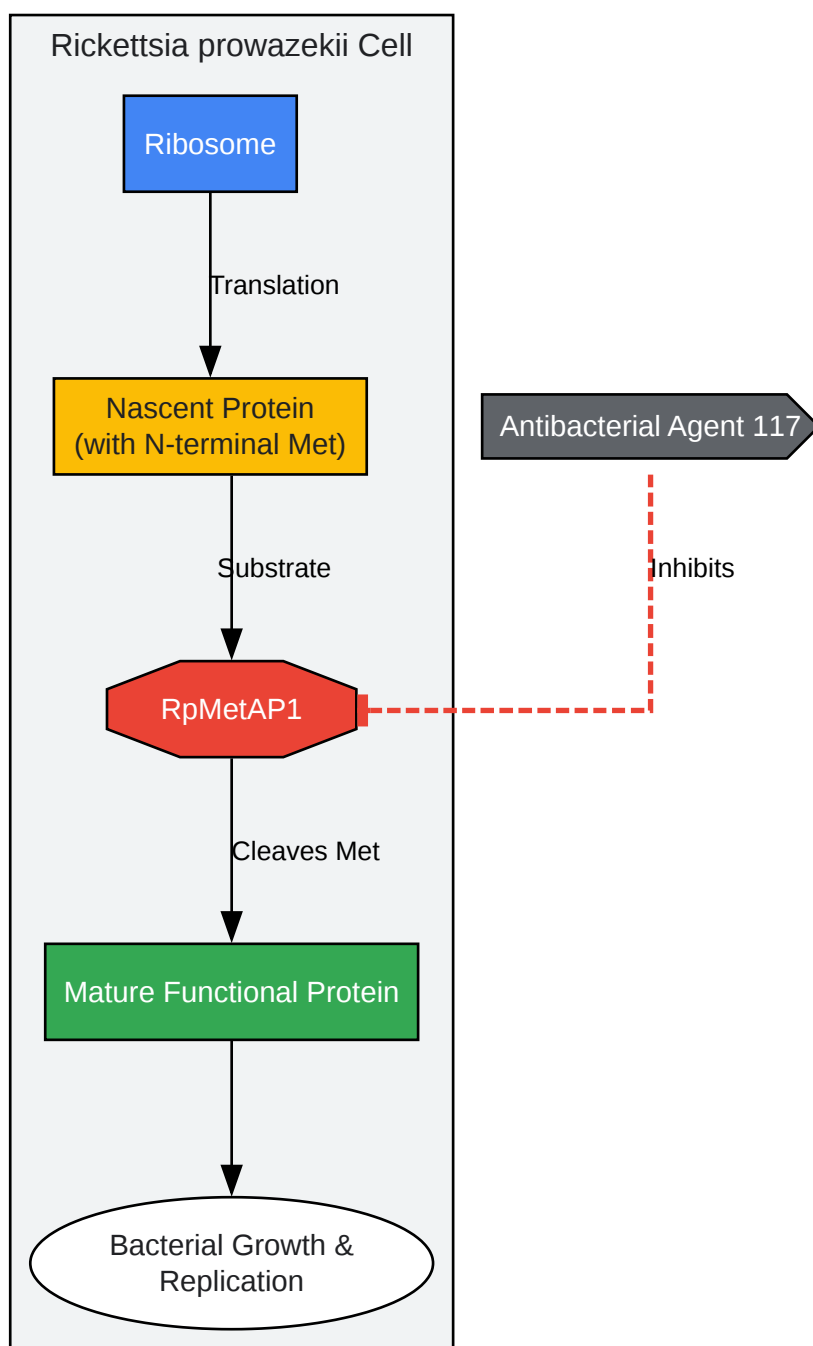 Rickettsia prowazekii Cell
Ribosome
Translation
Nascent Protein
(with N-terminal Met)
Antibacterial Agent 117
Substrate
Inhibits
RpMetAP1
Cleaves Met
Mature Functional Protein
Bacterial Growth &
Replication